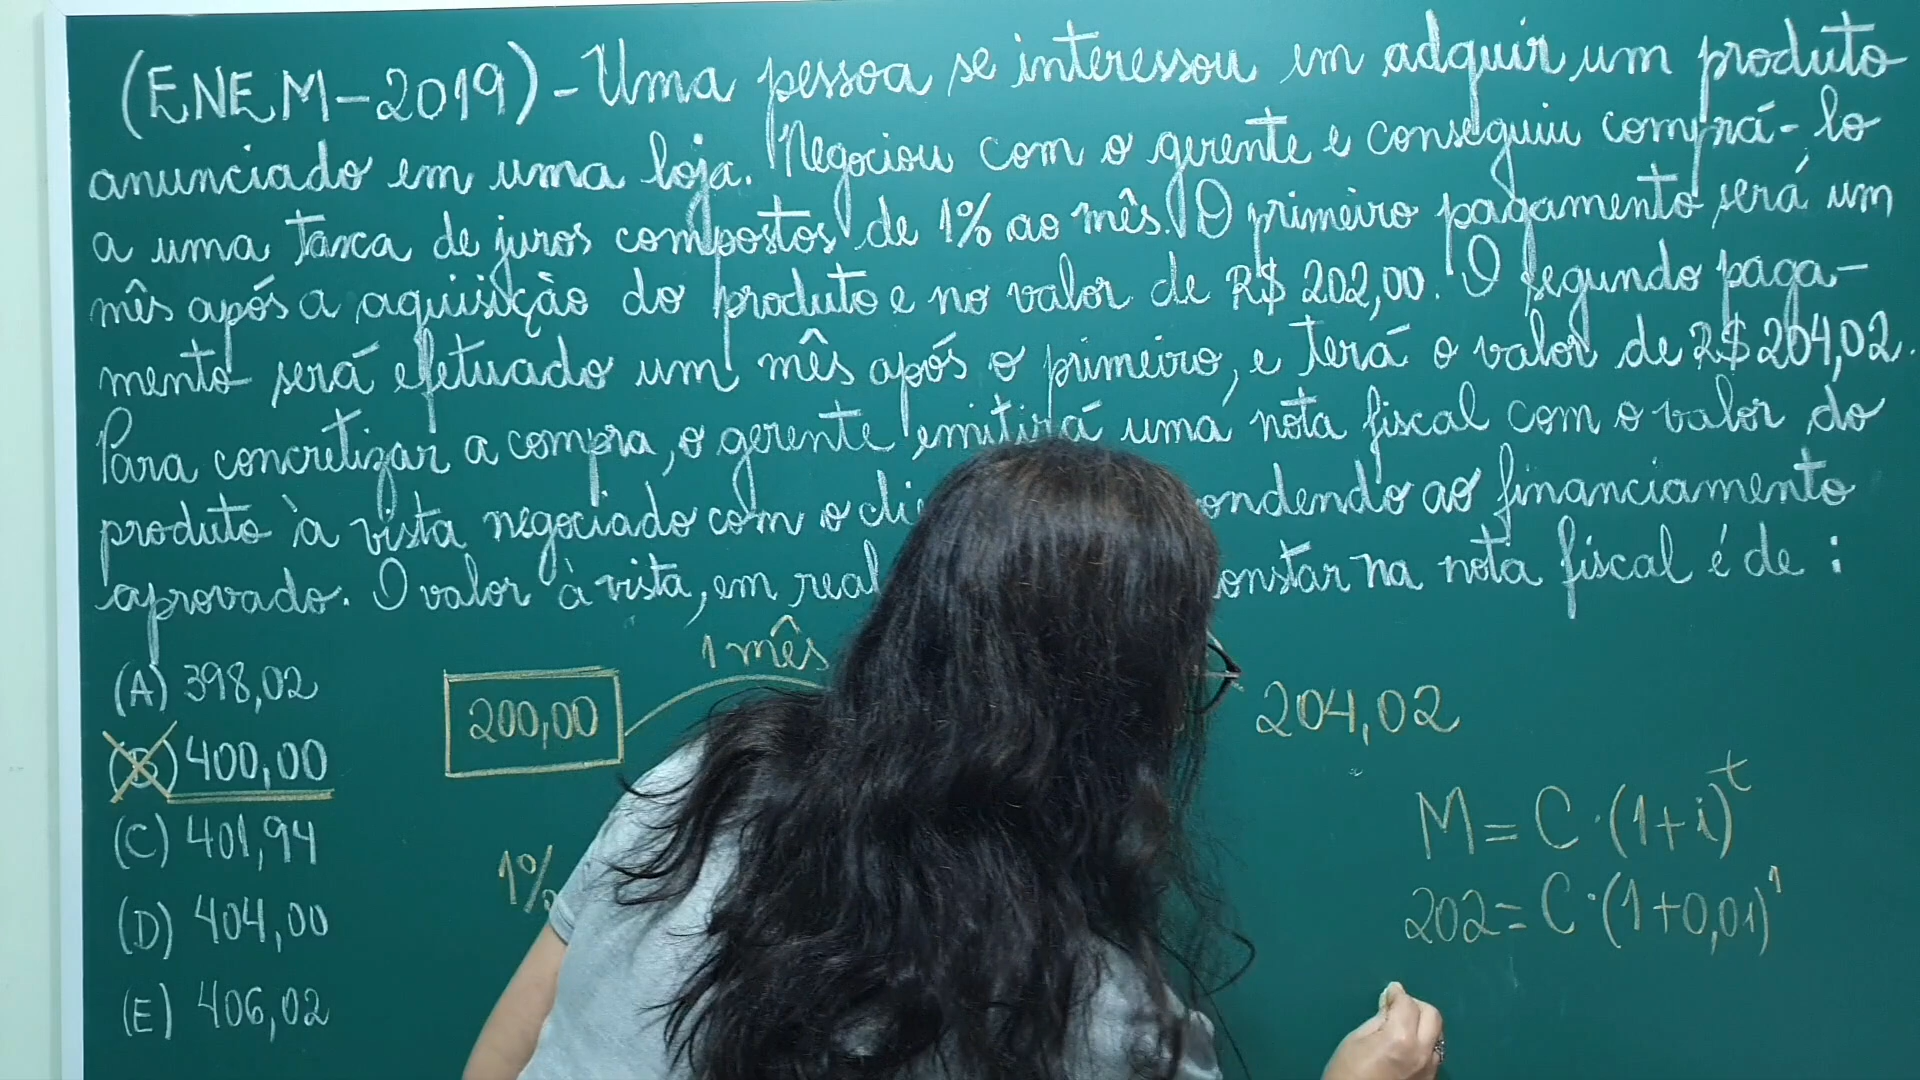 (ENEM-2019) - Uma pessoa se interessou em adquirir um produto
anunciado em uma loja. Negociou com o gerente e conseguiu comprá-lo
a uma taxa de juros compostos de 1% ao mês. O primeiro pagamento será um
mês após a aquisição do produto e no valor de R$ 202,00. O segundo paga-
mento será efetuado um mês após o primeiro, e terá o valor de R$ 204,02.
Para concretizar a compra, o gerente emitirá uma nota fiscal com o valor do
produto à vista negociado com o ondendo ao financiamento
aprovado. O valor à vista, em onstar na nota fiscal é de :
(A) 398,02
(B) 400,00
(C) 401,94
(D) 404,00
(E) 406,02
1 mês
200,00
204,02
1%
M = C · (1+i)^t
202 = C · (1+0,01)^1